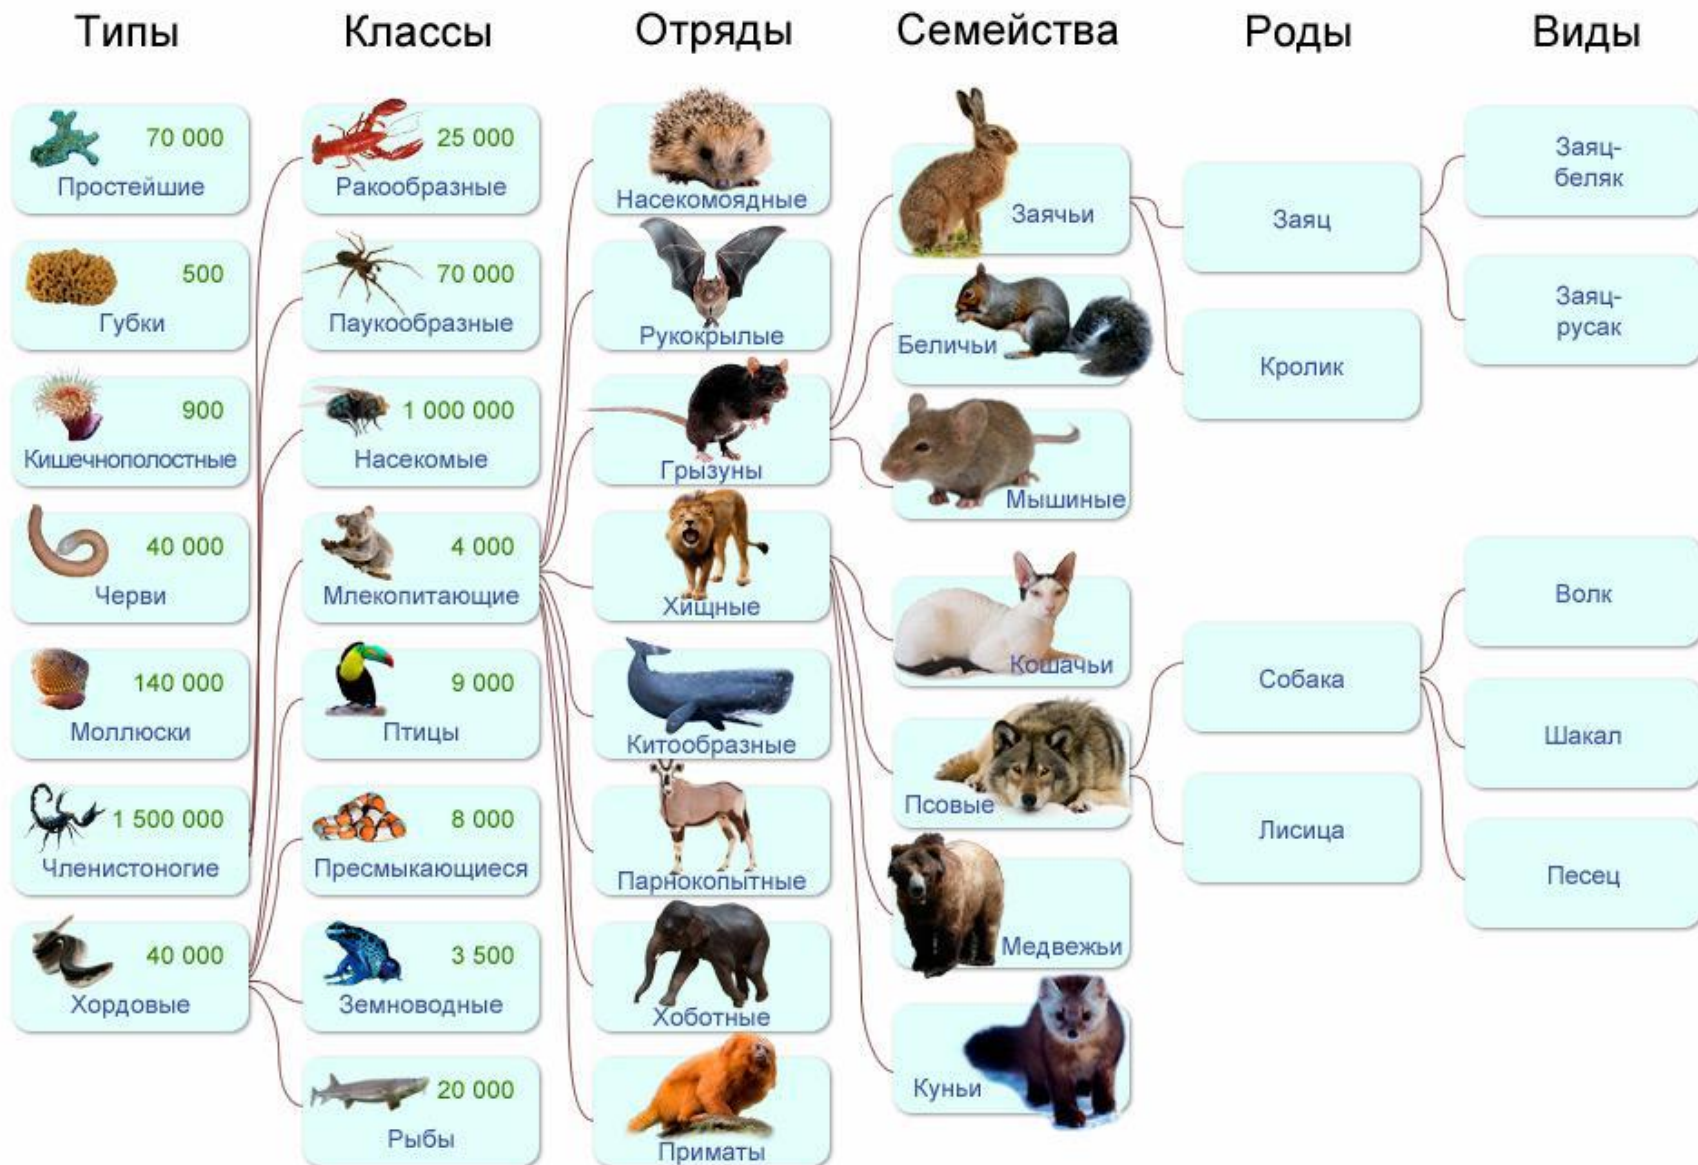 Типы
Классы
Отряды
Семейства
Роды
Виды
70 000
Простейшие
500
Губки
900
Кишечнополостные
40 000
Черви
140 000
Моллюски
1 500 000
Членистоногие
40 000
Хордовые
25 000
Ракообразные
70 000
Паукообразные
1 000 000
Насекомые
4 000
Млекопитающие
9 000
Птицы
8 000
Пресмыкающиеся
3 500
Земноводные
20 000
Рыбы
Насекомоядные
Рукокрылые
Грызуны
Хищные
Китообразные
Парнокопытные
Хоботные
Приматы
Заячьи
Беличьи
Мышиные
Кошачьи
Псовые
Медвежьи
Куньи
Заяц
Кролик
Собака
Лисица
Заяц-
беляк
Заяц-
русак
Волк
Шакал
Песец